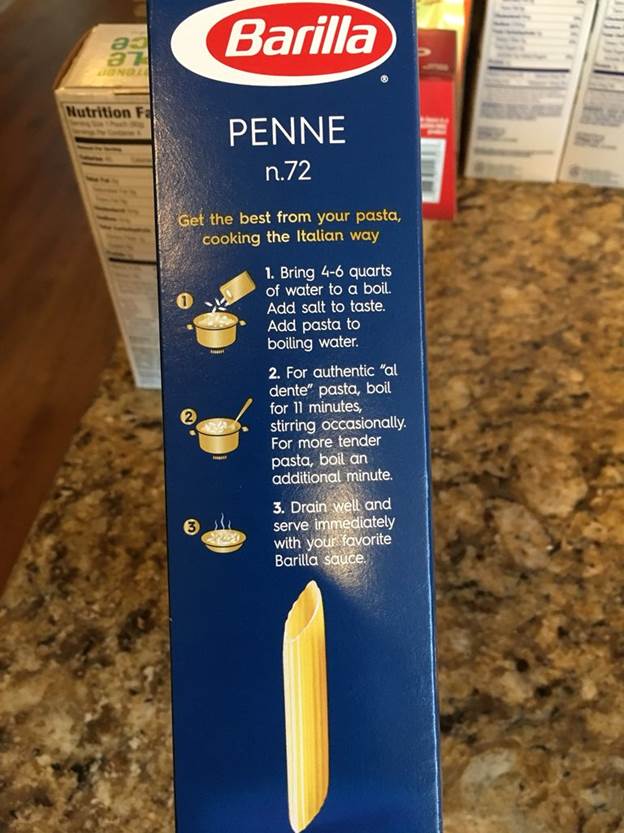 Barilla
®
PENNE
n.72
Get the best from your pasta,
cooking the Italian way
1
1. Bring 4-6 quarts
of water to a boil.
Add salt to taste.
Add pasta to
boiling water.
2
2. For authentic “al
dente” pasta, boil
for 11 minutes,
stirring occasionally.
For more tender
pasta, boil an
additional minute.
3
3. Drain well and
serve immediately
with your favorite
Barilla sauce.
Nutrition Fa